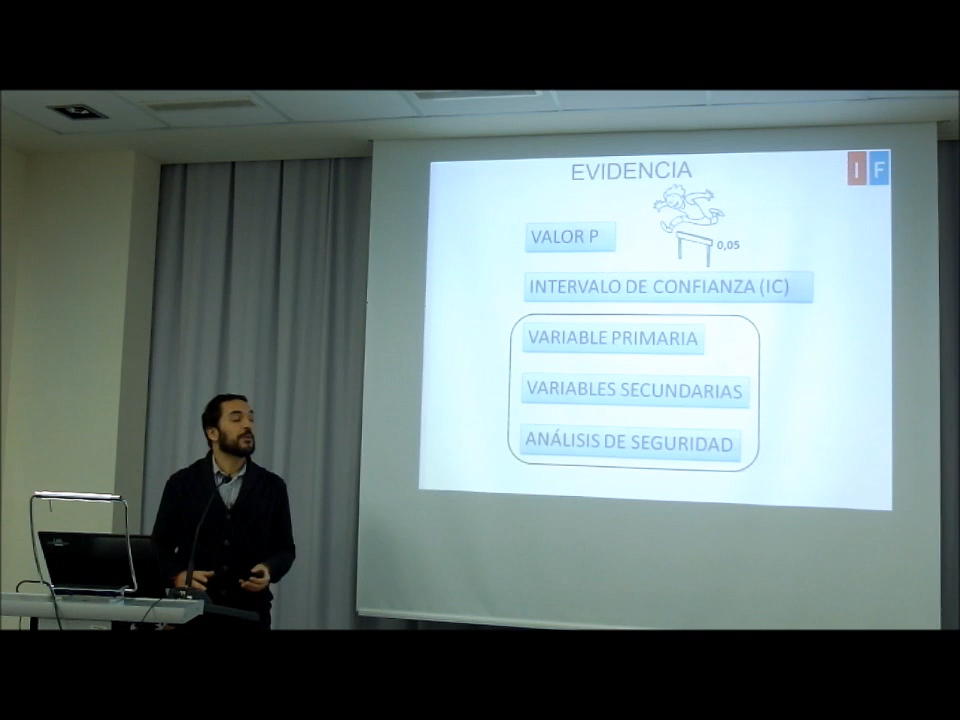 EVIDENCIA
I F
VALOR P
0,05
INTERVALO DE CONFIANZA (IC)
VARIABLE PRIMARIA
VARIABLES SECUNDARIAS
ANÁLISIS DE SEGURIDAD